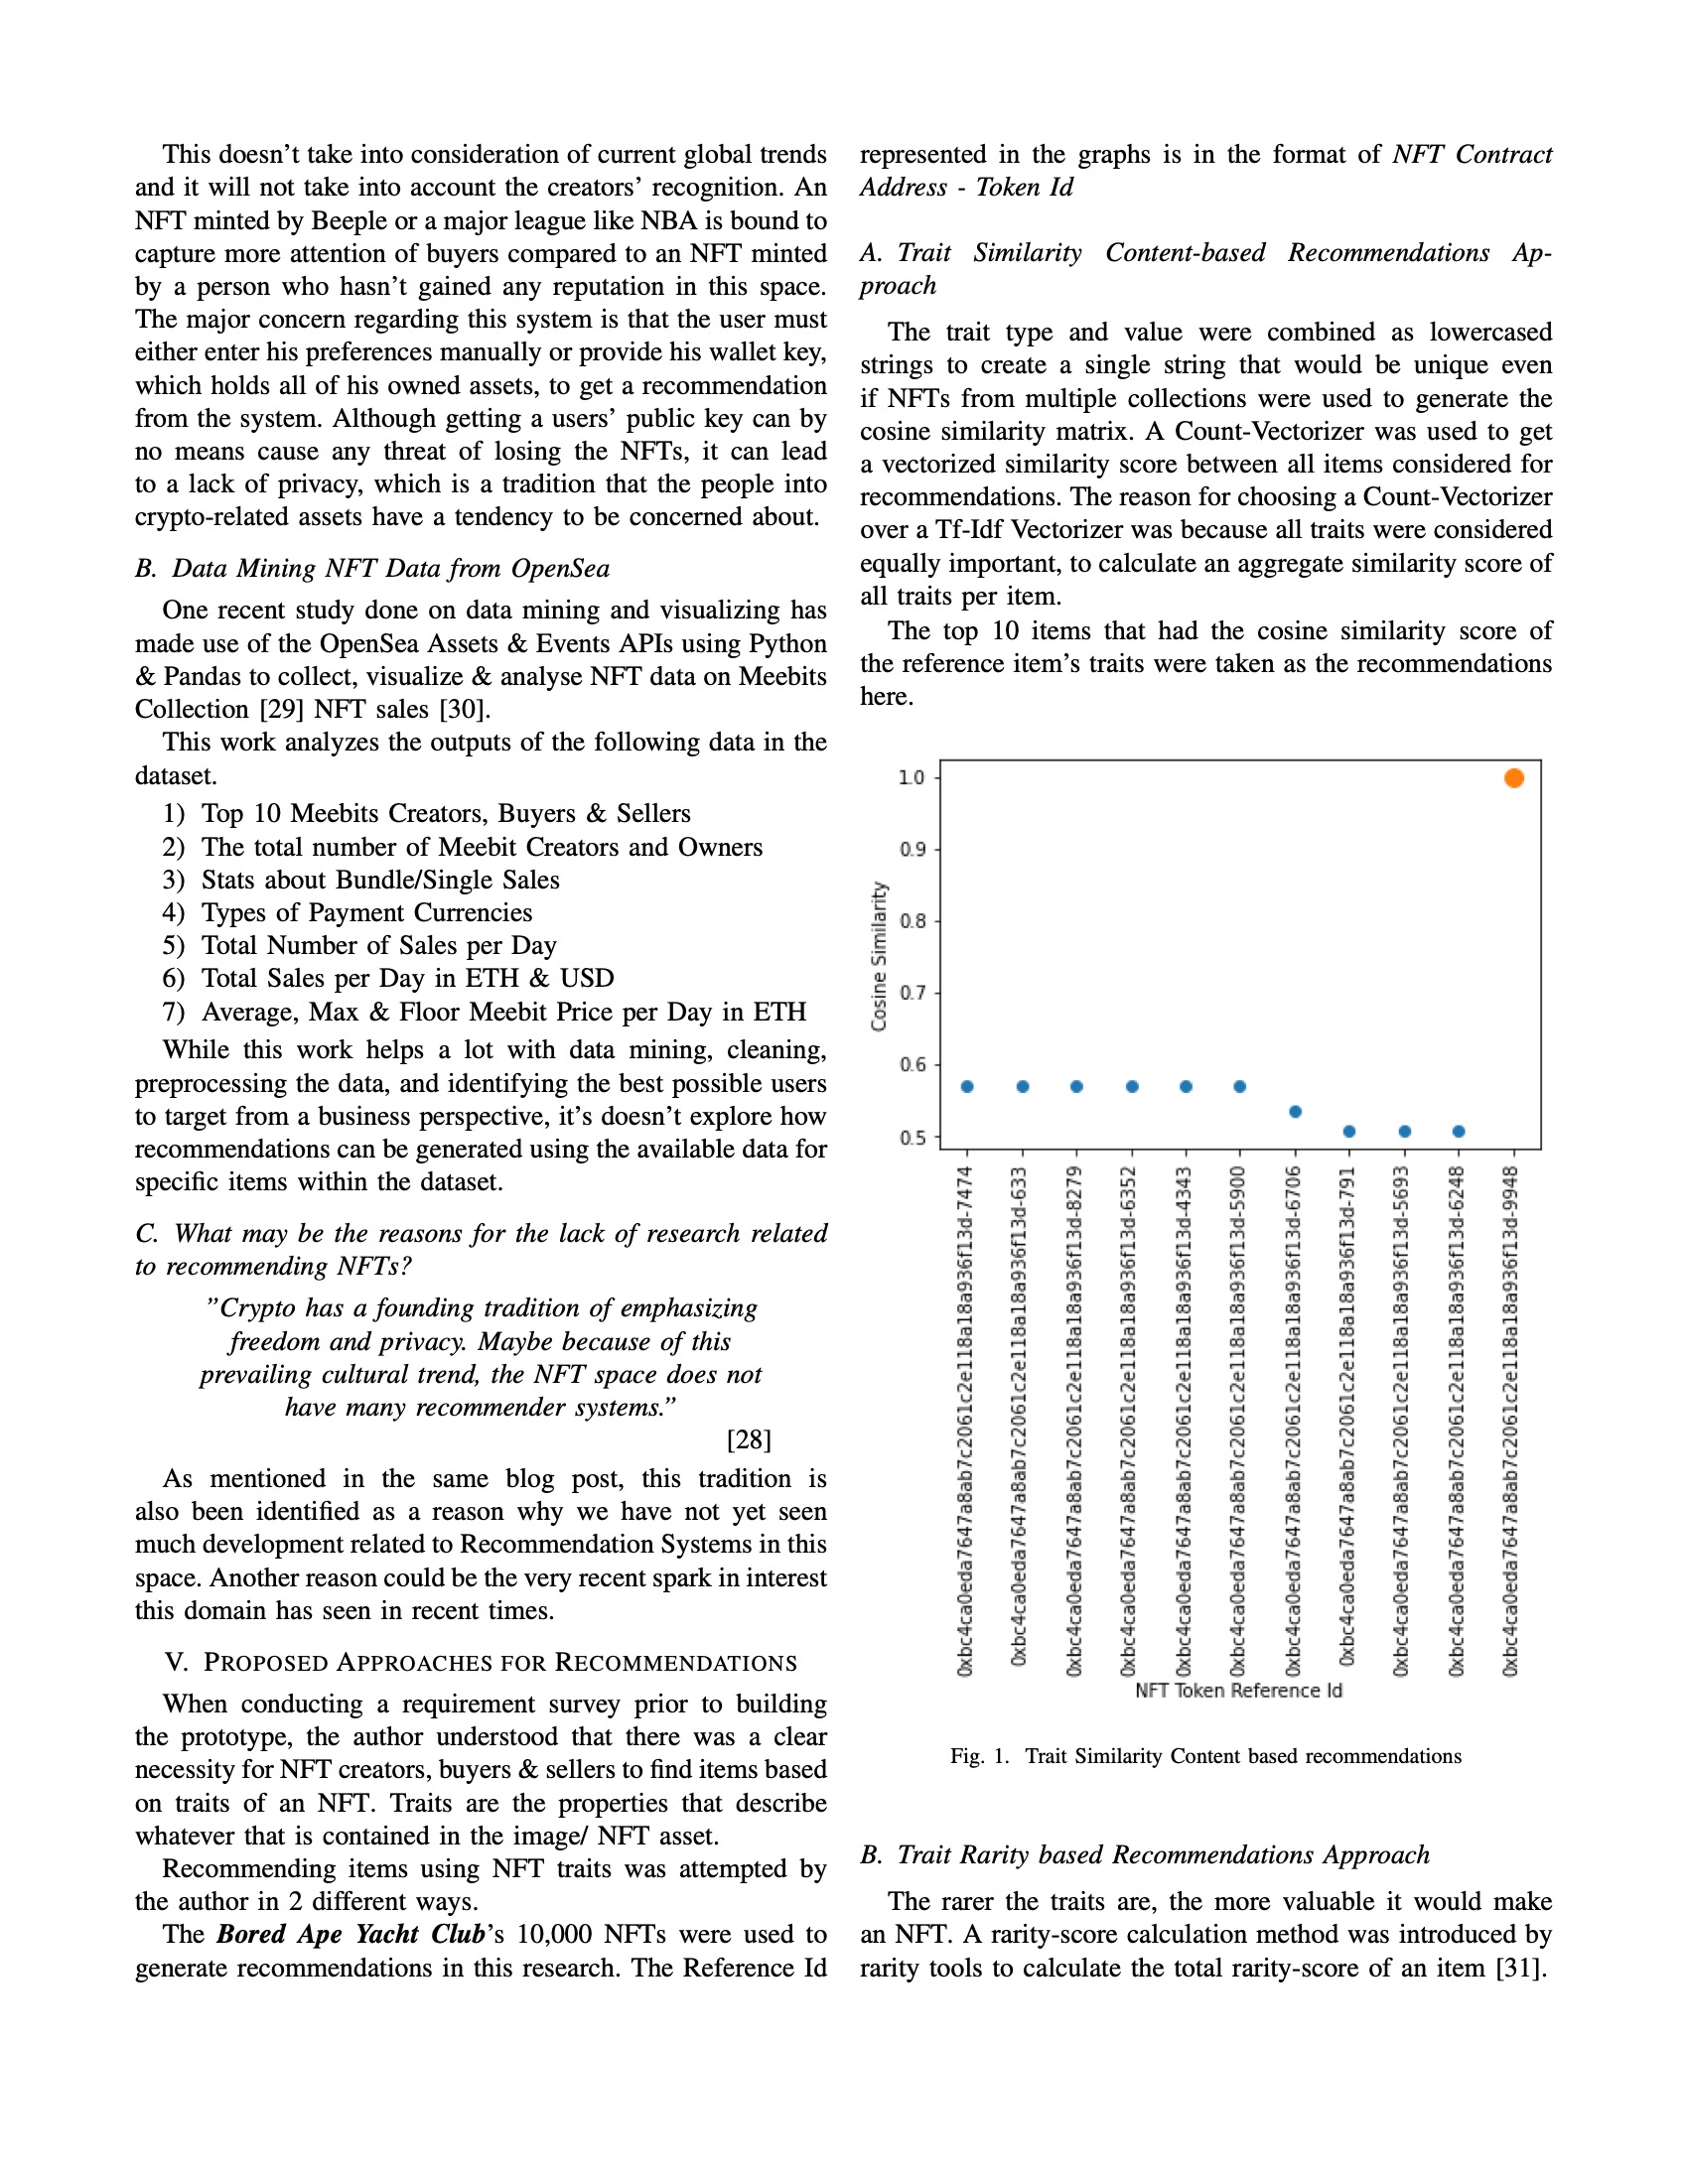 This doesn’t take into consideration of current global trends
and it will not take into account the creators’ recognition. An
NFT minted by Beeple or a major league like NBA is bound to
capture more attention of buyers compared to an NFT minted
by a person who hasn’t gained any reputation in this space.
The major concern regarding this system is that the user must
either enter his preferences manually or provide his wallet key,
which holds all of his owned assets, to get a recommendation
from the system. Although getting a users’ public key can by
no means cause any threat of losing the NFTs, it can lead
to a lack of privacy, which is a tradition that the people into
crypto-related assets have a tendency to be concerned about.
B. Data Mining NFT Data from OpenSea
One recent study done on data mining and visualizing has
made use of the OpenSea Assets & Events APIs using Python
& Pandas to collect, visualize & analyse NFT data on Meebits
Collection [29] NFT sales [30].
This work analyzes the outputs of the following data in the
dataset.
1) Top 10 Meebits Creators, Buyers & Sellers
2) The total number of Meebit Creators and Owners
3) Stats about Bundle/Single Sales
4) Types of Payment Currencies
5) Total Number of Sales per Day
6) Total Sales per Day in ETH & USD
7) Average, Max & Floor Meebit Price per Day in ETH
While this work helps a lot with data mining, cleaning,
preprocessing the data, and identifying the best possible users
to target from a business perspective, it’s doesn’t explore how
recommendations can be generated using the available data for
specific items within the dataset.
C. What may be the reasons for the lack of research related
to recommending NFTs?
”Crypto has a founding tradition of emphasizing
freedom and privacy. Maybe because of this
prevailing cultural trend, the NFT space does not
have many recommender systems.”
[28]
As mentioned in the same blog post, this tradition is
also been identified as a reason why we have not yet seen
much development related to Recommendation Systems in this
space. Another reason could be the very recent spark in interest
this domain has seen in recent times.
V. PROPOSED APPROACHES FOR RECOMMENDATIONS
When conducting a requirement survey prior to building
the prototype, the author understood that there was a clear
necessity for NFT creators, buyers & sellers to find items based
on traits of an NFT. Traits are the properties that describe
whatever that is contained in the image/ NFT asset.
Recommending items using NFT traits was attempted by
the author in 2 different ways.
The Bored Ape Yacht Club’s 10,000 NFTs were used to
generate recommendations in this research. The Reference Id
represented in the graphs is in the format of NFT Contract
Address - Token Id
A. Trait Similarity Content-based Recommendations Ap-
proach
The trait type and value were combined as lowercased
strings to create a single string that would be unique even
if NFTs from multiple collections were used to generate the
cosine similarity matrix. A Count-Vectorizer was used to get
a vectorized similarity score between all items considered for
recommendations. The reason for choosing a Count-Vectorizer
over a Tf-Idf Vectorizer was because all traits were considered
equally important, to calculate an aggregate similarity score of
all traits per item.
The top 10 items that had the cosine similarity score of
the reference item’s traits were taken as the recommendations
here.
1.0
0.9
0.8
0.7
0.6
0.5
Cosine Similarity
0xbc4ca0eda7647a8ab7c2061c2e118a18a936f13d-7474
0xbc4ca0eda7647a8ab7c2061c2e118a18a936f13d-633
0xbc4ca0eda7647a8ab7c2061c2e118a18a936f13d-8279
0xbc4ca0eda7647a8ab7c2061c2e118a18a936f13d-6352
0xbc4ca0eda7647a8ab7c2061c2e118a18a936f13d-4343
0xbc4ca0eda7647a8ab7c2061c2e118a18a936f13d-5900
0xbc4ca0eda7647a8ab7c2061c2e118a18a936f13d-6706
0xbc4ca0eda7647a8ab7c2061c2e118a18a936f13d-791
0xbc4ca0eda7647a8ab7c2061c2e118a18a936f13d-5693
0xbc4ca0eda7647a8ab7c2061c2e118a18a936f13d-6248
0xbc4ca0eda7647a8ab7c2061c2e118a18a936f13d-9948
NFT Token Reference Id
Fig. 1. Trait Similarity Content based recommendations
B. Trait Rarity based Recommendations Approach
The rarer the traits are, the more valuable it would make
an NFT. A rarity-score calculation method was introduced by
rarity tools to calculate the total rarity-score of an item [31].